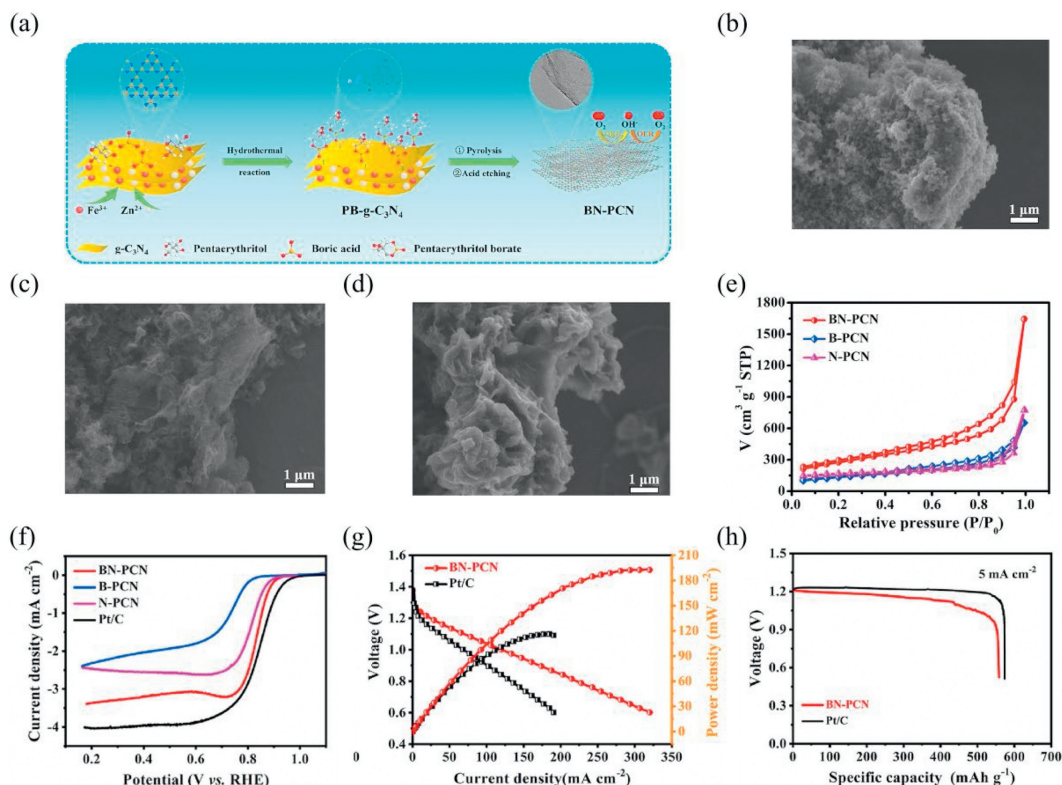 (a)
O₂ OH⁻ O₂
ORR OER
Hydrothermal
reaction
① Pyrolysis
②Acid etching
Fe³⁺ Zn²⁺
PB-g-C₃N₄
BN-PCN
g-C₃N₄ Pentaerythritol Boric acid Pentaerythritol borate
(b)
1 μm
(c)
1 μm
(d)
1 μm
(e)
1800
1500
1200
900
600
300
0
V (cm³ g⁻¹ STP)
BN-PCN
B-PCN
N-PCN
0.0 0.2 0.4 0.6 0.8 1.0
Relative pressure (P/P₀)
(f)
0
-1
-2
-3
-4
Current density (mA cm⁻²)
BN-PCN
B-PCN
N-PCN
Pt/C
0.2 0.4 0.6 0.8 1.0
Potential (V vs. RHE)
(g)
1.6
1.4
1.2
1.0
0.8
0.6
0.4
Voltage (V)
BN-PCN
Pt/C
210
180
150
120
90
60
30
0
Power density (mW cm⁻²)
0 0 50 100 150 200 250 300 350
Current density(mA cm⁻²)
(h)
1.5
1.2
0.9
0.6
0.3
0.0
Voltage (V)
5 mA cm⁻²
BN-PCN
Pt/C
0 100 200 300 400 500 600 700
Specific capacity (mAh g⁻¹)